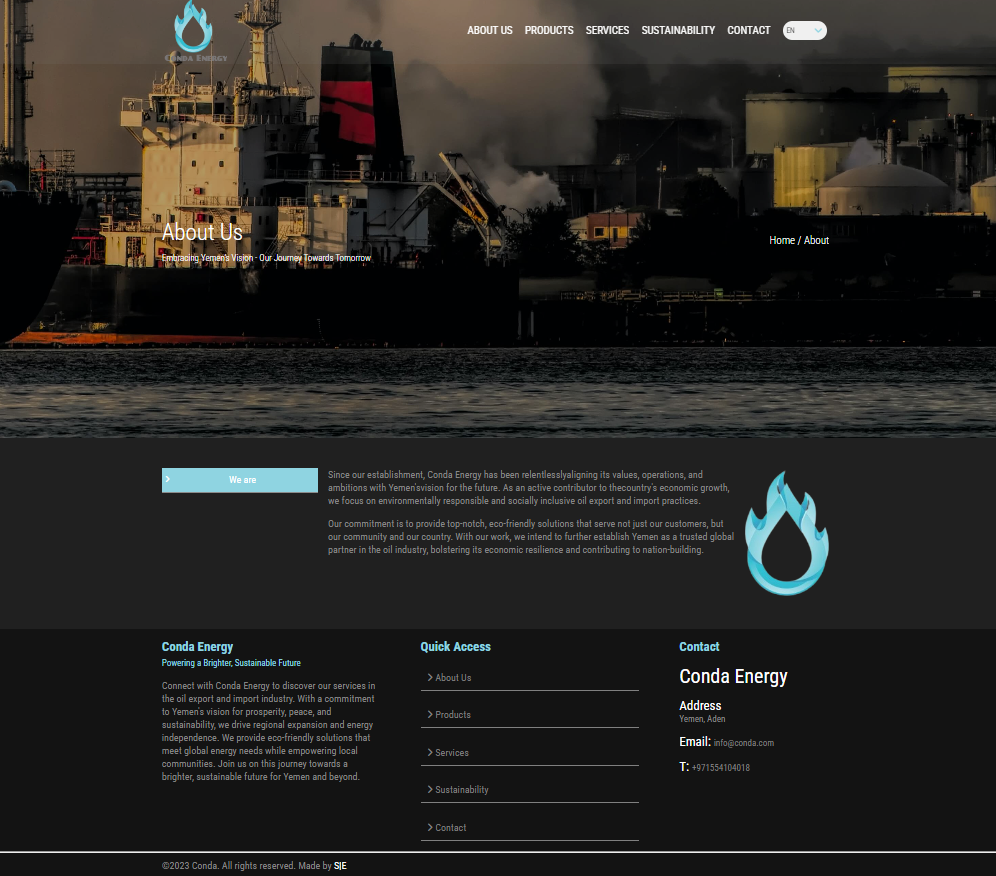 CONDA ENERGY
ABOUT US PRODUCTS SERVICES SUSTAINABILITY CONTACT EN
About Us
Embracing Yemen's Vision - Our Journey Towards Tomorrow
Home / About
We are
Since our establishment, Conda Energy has been relentlesslyaligning its values, operations, and
ambitions with Yemen'svision for the future. As an active contributor to thecountry's economic growth,
we focus on environmentally responsible and socially inclusive oil export and import practices.
Our commitment is to provide top-notch, eco-friendly solutions that serve not just our customers, but
our community and our country. With our work, we intend to further establish Yemen as a trusted global
partner in the oil industry, bolstering its economic resilience and contributing to nation-building.
Conda Energy
Powering a Brighter, Sustainable Future
Connect with Conda Energy to discover our services in
the oil export and import industry. With a commitment
to Yemen's vision for prosperity, peace, and
sustainability, we drive regional expansion and energy
independence. We provide eco-friendly solutions that
meet global energy needs while empowering local
communities. Join us on this journey towards a
brighter, sustainable future for Yemen and beyond.
Quick Access
About Us
Products
Services
Sustainability
Contact
Contact
Conda Energy
Address
Yemen, Aden
Email: info@conda.com
T: +971554104018
©2023 Conda. All rights reserved. Made by S|E